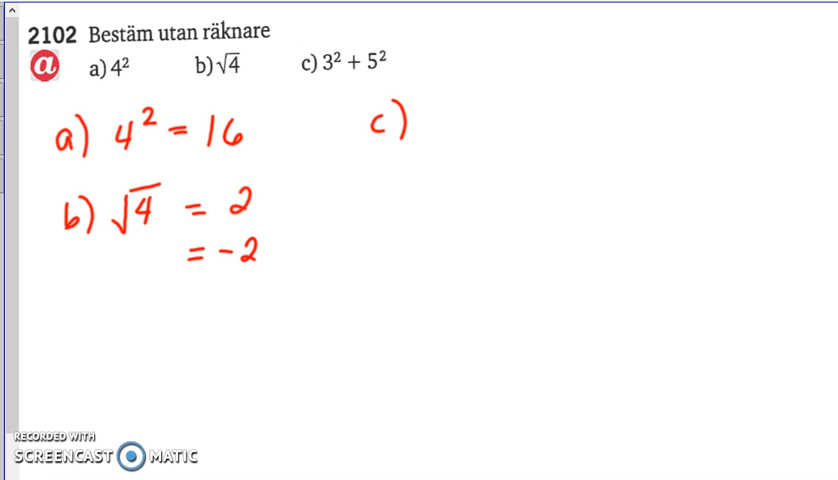 2102 Bestäm utan räknare
a a) 4² b) √4 c) 3² + 5²
a) 4² = 16 c)
b) √4 = 2
= -2
RECORDED WITH
SCREENCAST MATIC